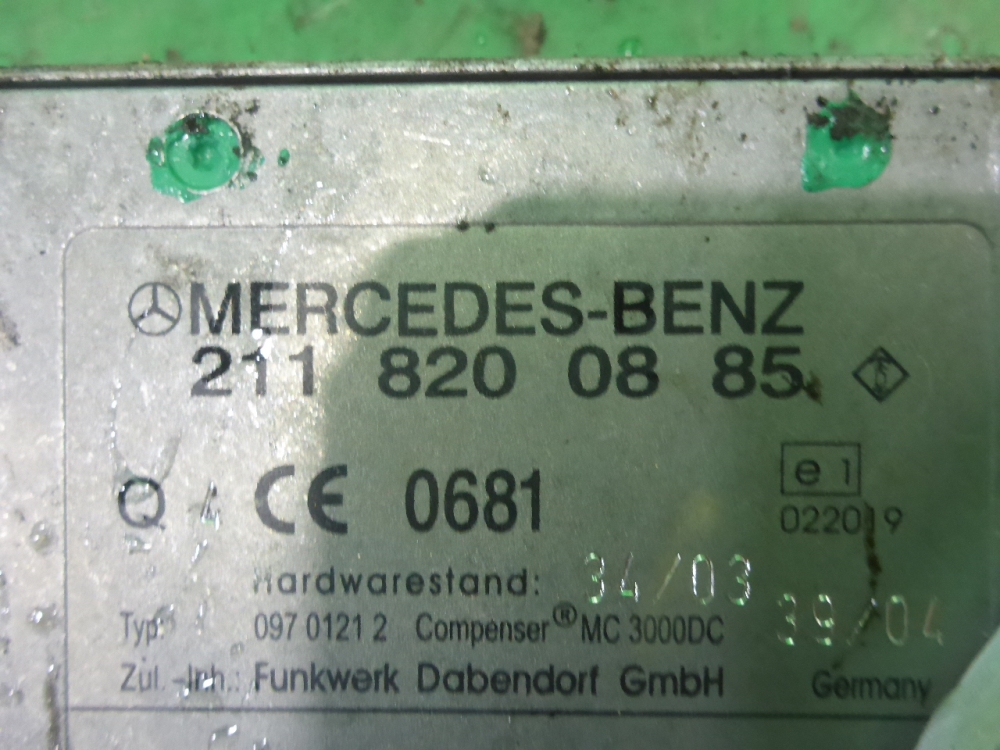 MERCEDES-BENZ
211 820 08 85
Q 4 CE 0681
e 1
022019
Hardwarestand: 34/03
39/04
Typ: 097 0121 2 Compenser® MC 3000DC
Zul.-Inh.: Funkwerk Dabendorf GmbH Germany